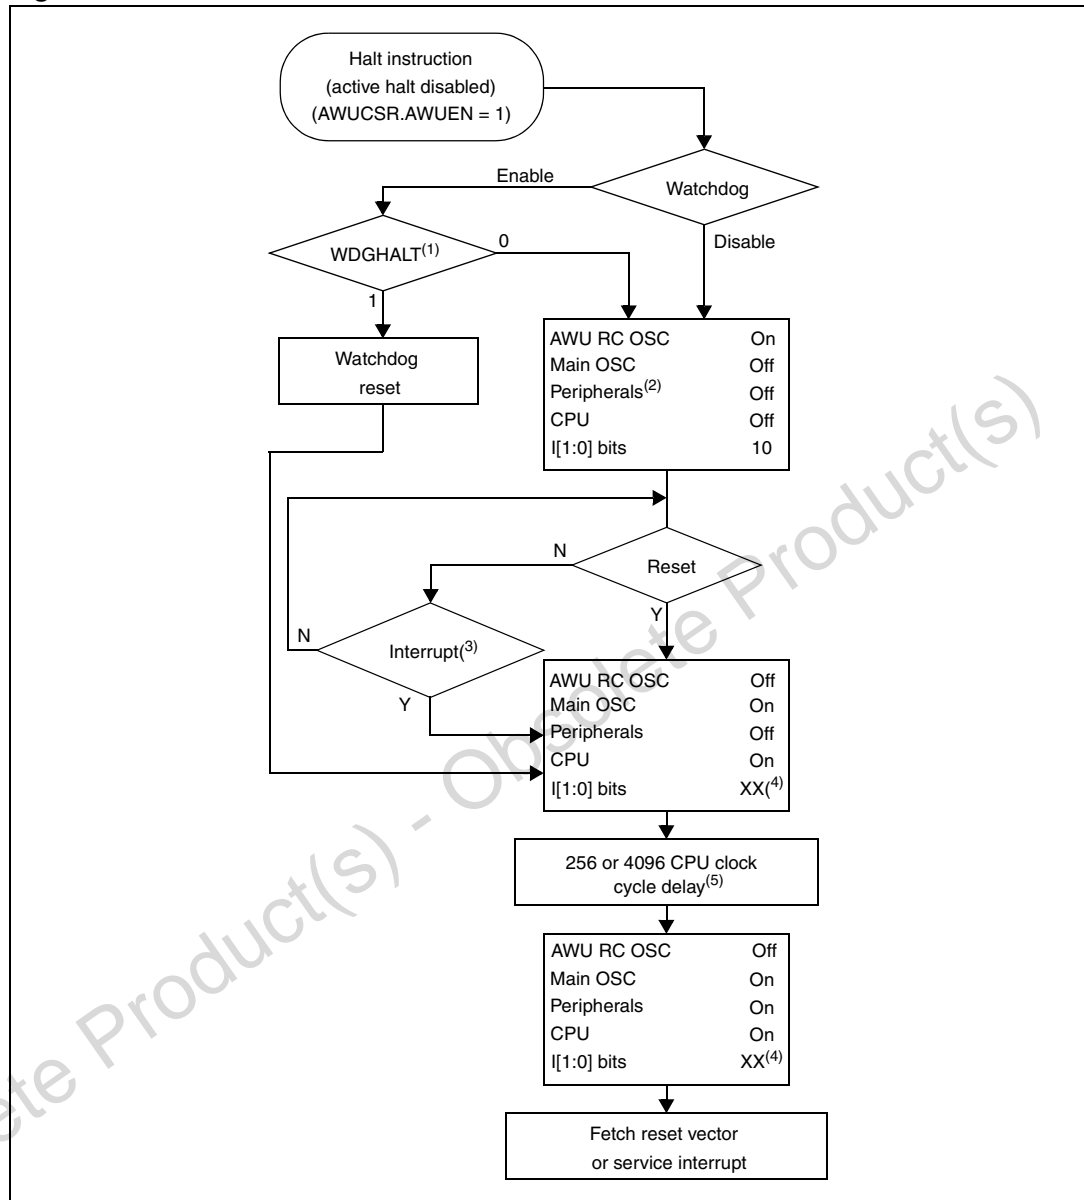 Halt instruction
(active halt disabled)
(AWUCSR.AWUEN = 1)
Enable
Watchdog
WDGHALT(1)
0
Disable
1
Watchdog
reset
AWU RC OSC On
Main OSC Off
Peripherals(2) Off
CPU Off
I[1:0] bits 10
N
Reset
Y
N
Interrupt(3)
Y
AWU RC OSC Off
Main OSC On
Peripherals Off
CPU On
I[1:0] bits XX(4)
256 or 4096 CPU clock
cycle delay(5)
AWU RC OSC Off
Main OSC On
Peripherals On
CPU On
I[1:0] bits XX(4)
Fetch reset vector
or service interrupt
ete Product(s) - Obsolete Product(s)